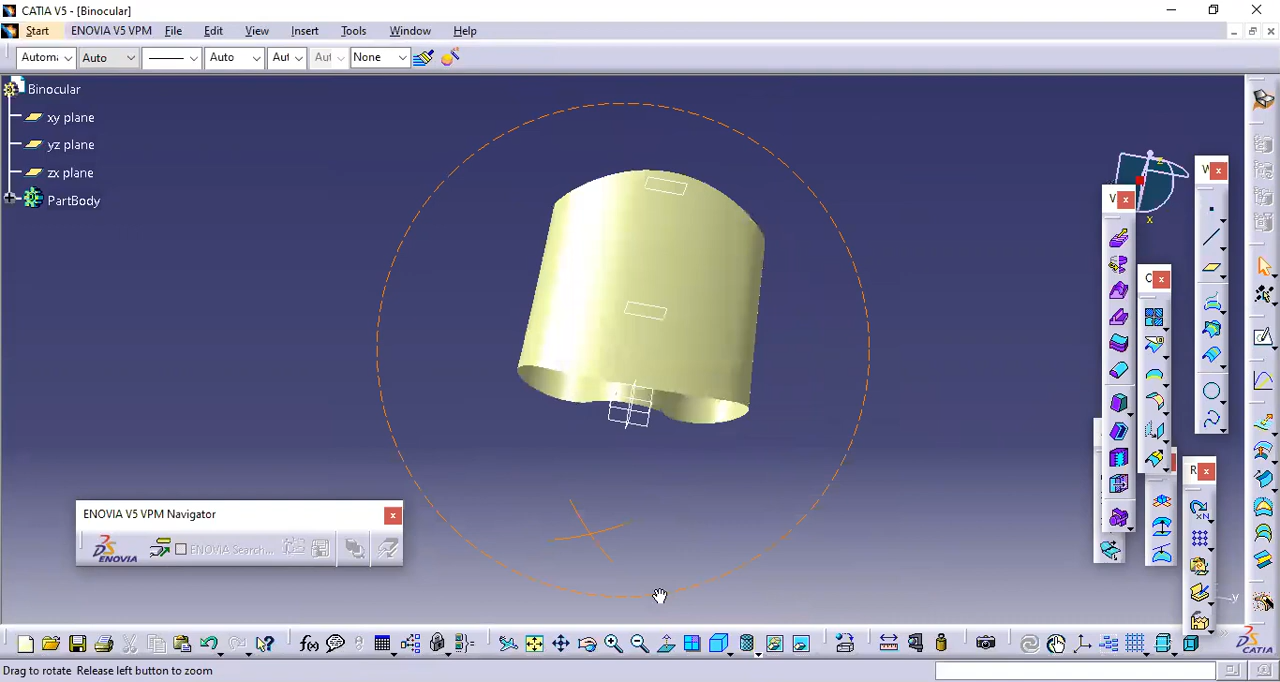 CATIA V5 - [Binocular]
Start ENOVIA V5 VPM File Edit View Insert Tools Window Help
Automa Auto Auto Aut Aut None
Binocular
xy plane
yz plane
zx plane
PartBody
z
x
V
W
C
R
y
ENOVIA V5 VPM Navigator
ENOVIA
ENOVIA Search...
CATIA
Drag to rotate Release left button to zoom